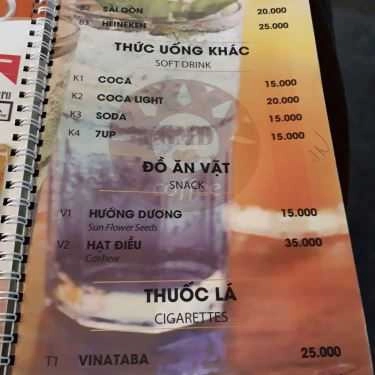 B2 SÀI GÒN 20.000
B3 HEINEKEN 25.000
THỨC UỐNG KHÁC
SOFT DRINK
K1 COCA 15.000
K2 COCA LIGHT 20.000
K3 SODA 15.000
K4 7UP 15.000
ĐỒ ĂN VẶT
SNACK
V1 HƯỚNG DƯƠNG 15.000
Sun Flower Seeds
V2 HẠT ĐIỀU 35.000
Cashew
THUỐC LÁ
CIGARETTES
T1 VINATABA 25.000